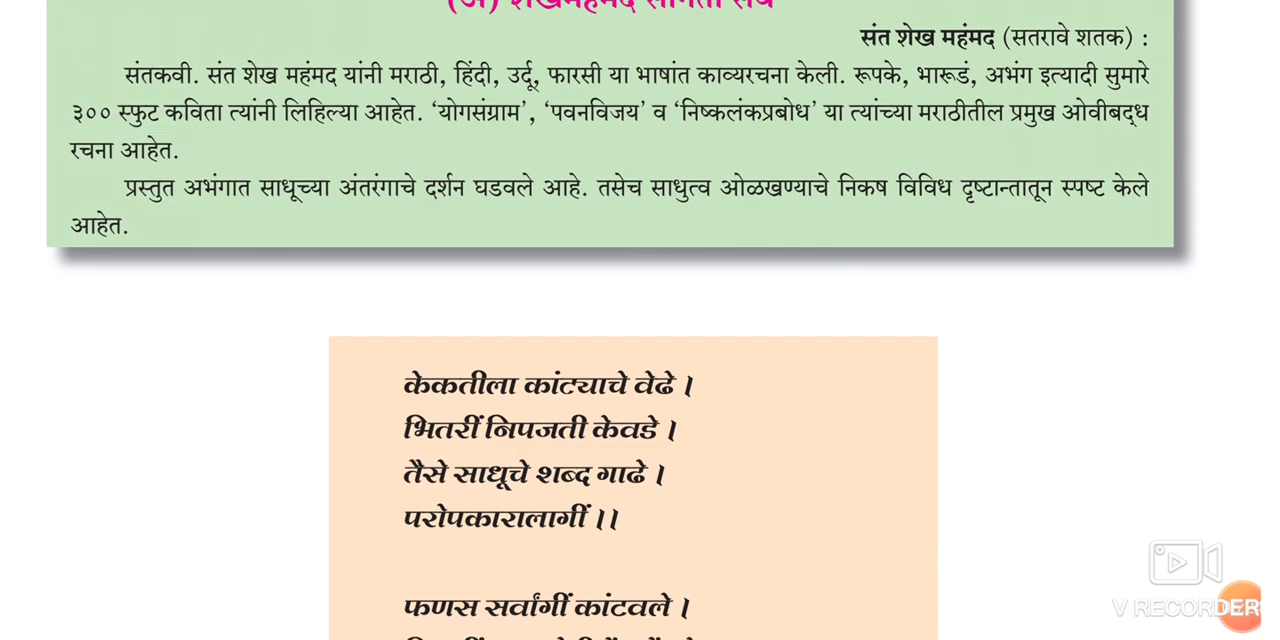 संत शेख महंमद (सतरावे शतक) :
संतकवी. संत शेख महंमद यांनी मराठी, हिंदी, उर्दू, फारसी या भाषांत काव्यरचना केली. रूपके, भारूडं, अभंग इत्यादी सुमारे
३०० स्फुट कविता त्यांनी लिहिल्या आहेत. ‘योगसंग्राम’, ‘पवनविजय’ व ‘निष्कलंकप्रबोध’ या त्यांच्या मराठीतील प्रमुख ओवीबद्ध
रचना आहेत.
प्रस्तुत अभंगात साधूच्या अंतरंगाचे दर्शन घडवले आहे. तसेच साधुत्व ओळखण्याचे निकष विविध दृष्टान्तातून स्पष्ट केले
आहेत.
केकतीला कांट्याचे वेढे ।
भितरीं निपजती केवडे ।
तैसे साधूचे शब्द गाढे ।
परोपकारालागीं ।।
फणस सर्वांगीं कांटवले ।
V RECORDER